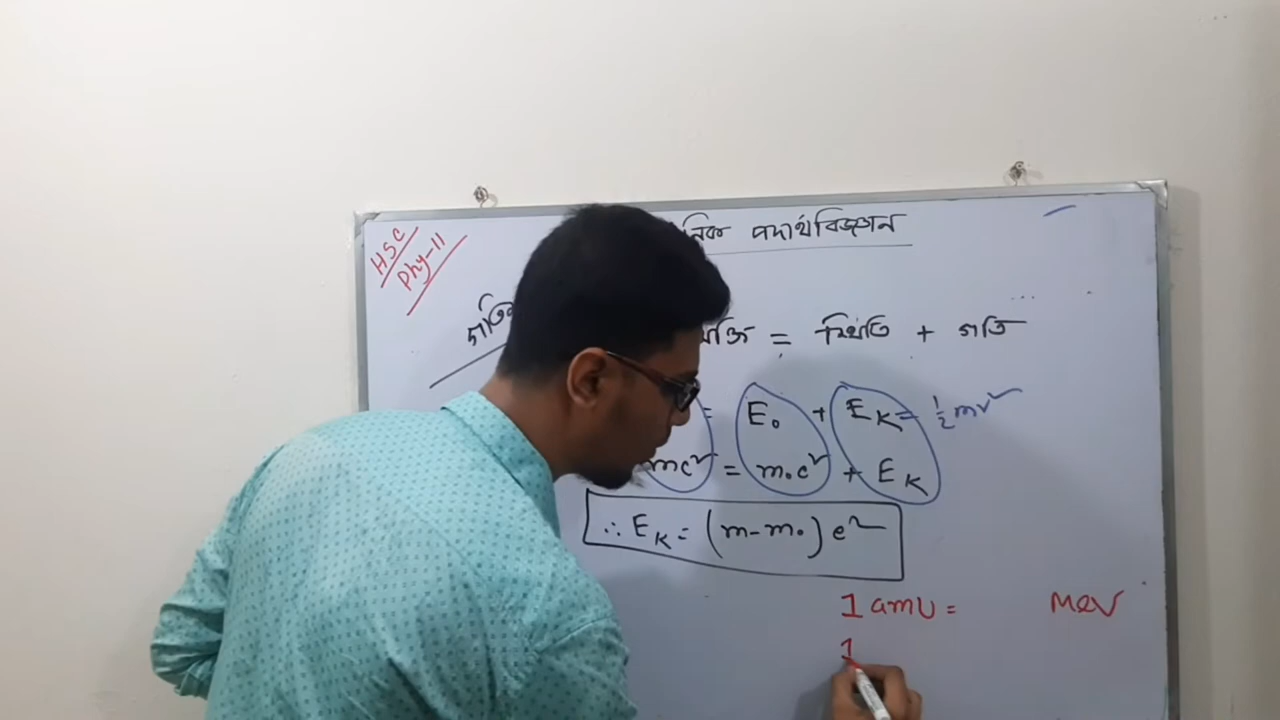 HSC
Phy-II
পদার্থবিজ্ঞান
= স্থিতি + গতি
= E₀ + Eₖ = ½mv²
mc² = m₀c² + Eₖ
∴ Eₖ = (m-m₀)c²
1 amu = MeV
1